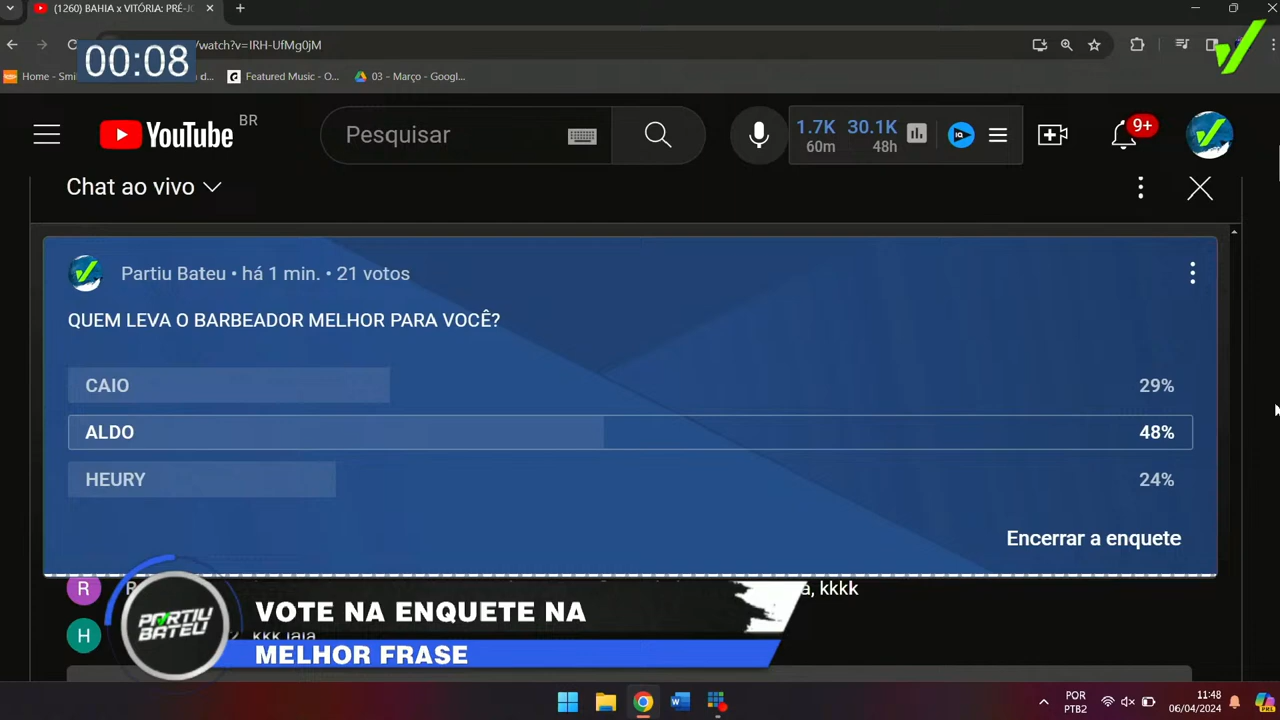 (1260) BAHIA x VITÓRIA: PRÉ-JO
00:08
/watch?v=IRH-UfMg0jM
Home - Smi
d...
Featured Music - O...
03 - Março - Googl...
YouTube BR
Pesquisar
1.7K 30.1K
60m 48h
iQ
9+
Chat ao vivo
Partiu Bateu • há 1 min. • 21 votos
QUEM LEVA O BARBEADOR MELHOR PARA VOCÊ?
CAIO 29%
ALDO 48%
HEURY 24%
Encerrar a enquete
R
a, kkkk
H
kkk jaja
PARTIU
BATEU
VOTE NA ENQUETE NA
MELHOR FRASE
POR
PTB2
11:48
06/04/2024